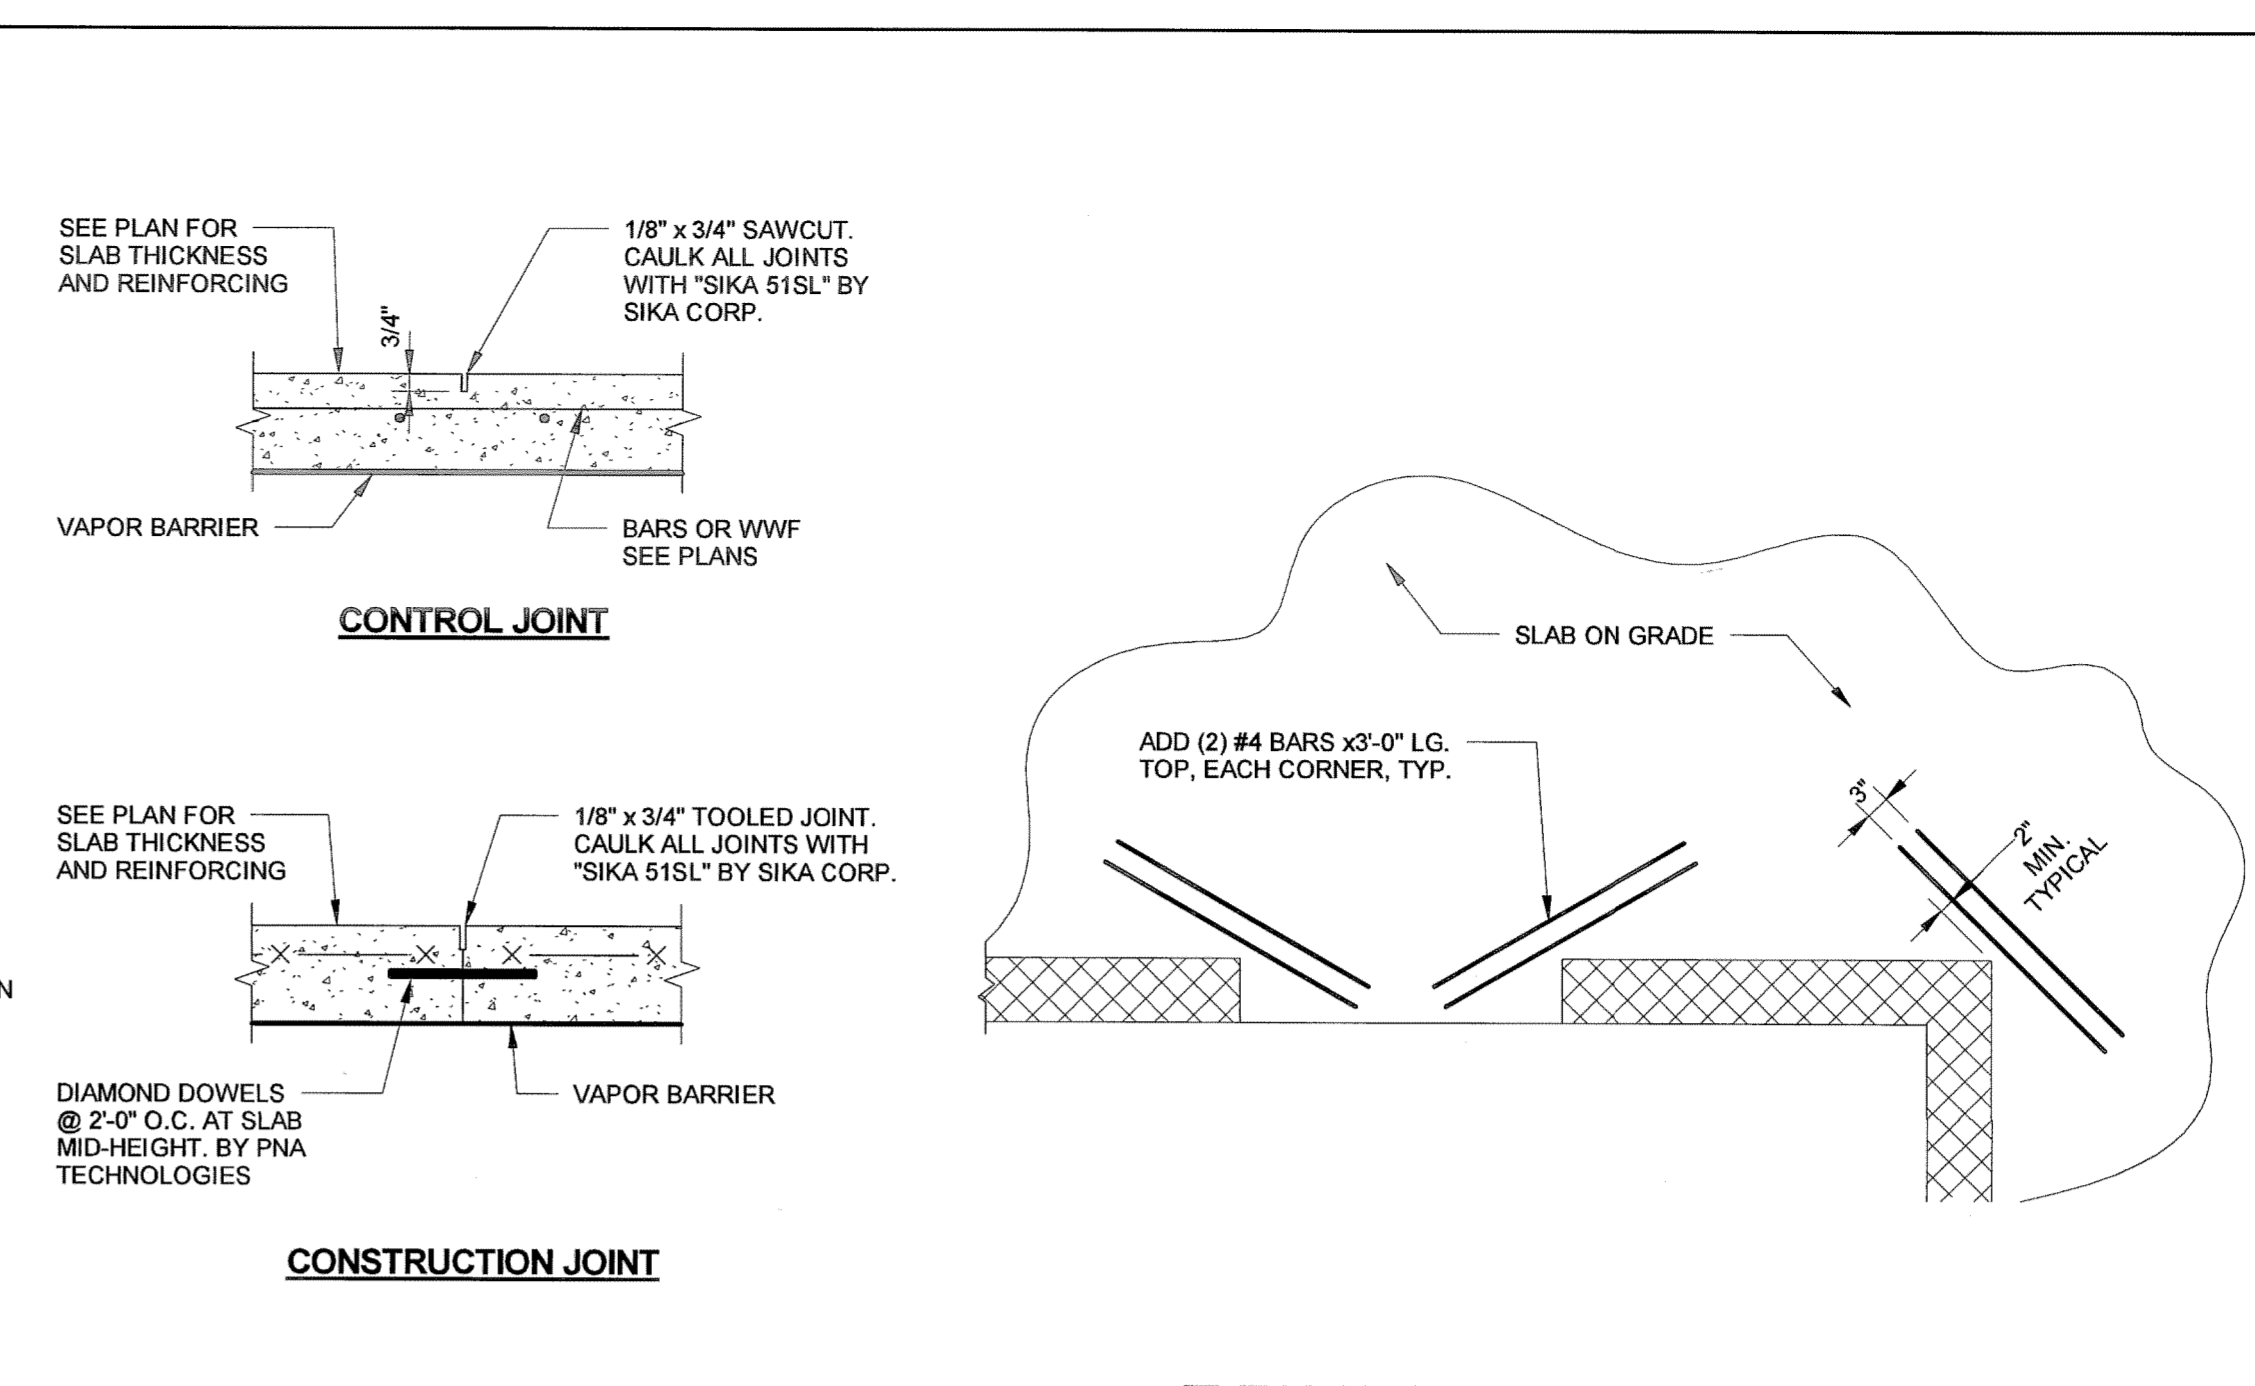 SEE PLAN FOR
SLAB THICKNESS
AND REINFORCING
1/8" x 3/4" SAWCUT.
CAULK ALL JOINTS
WITH "SIKA 51SL" BY
SIKA CORP.
3/4"
VAPOR BARRIER
BARS OR WWF
SEE PLANS
CONTROL JOINT
SEE PLAN FOR
SLAB THICKNESS
AND REINFORCING
1/8" x 3/4" TOOLED JOINT.
CAULK ALL JOINTS WITH
"SIKA 51SL" BY SIKA CORP.
N
DIAMOND DOWELS
@ 2'-0" O.C. AT SLAB
MID-HEIGHT. BY PNA
TECHNOLOGIES
VAPOR BARRIER
CONSTRUCTION JOINT
SLAB ON GRADE
ADD (2) #4 BARS x3'-0" LG.
TOP, EACH CORNER, TYP.
3"
2"
MIN.
TYPICAL